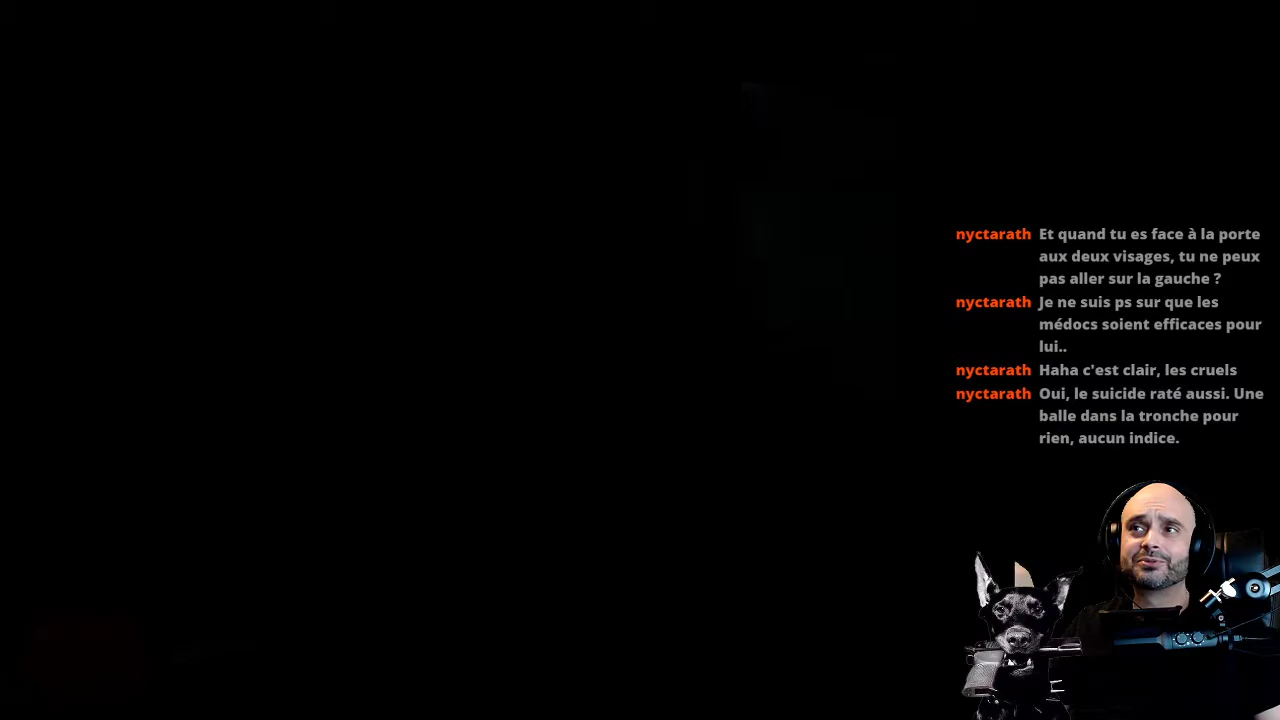 nyctarath Et quand tu es face à la porte
aux deux visages, tu ne peux
pas aller sur la gauche ?
nyctarath Je ne suis ps sur que les
médocs soient efficaces pour
lui..
nyctarath Haha c'est clair, les cruels
nyctarath Oui, le suicide raté aussi. Une
balle dans la tronche pour
rien, aucun indice.